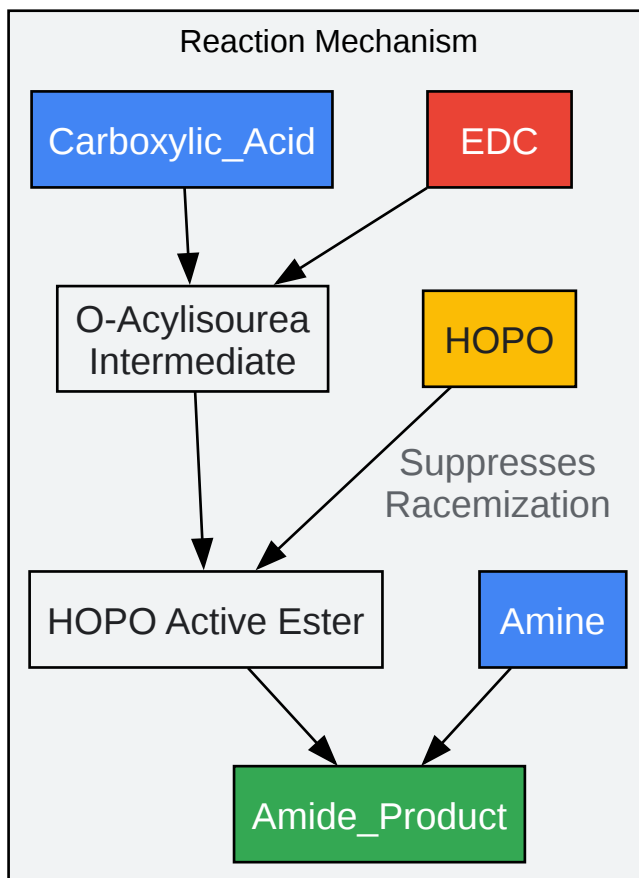 Reaction Mechanism
Carboxylic_Acid
EDC
O-Acylisourea
Intermediate
HOPO
Suppresses
Racemization
HOPO Active Ester
Amine
Amide_Product